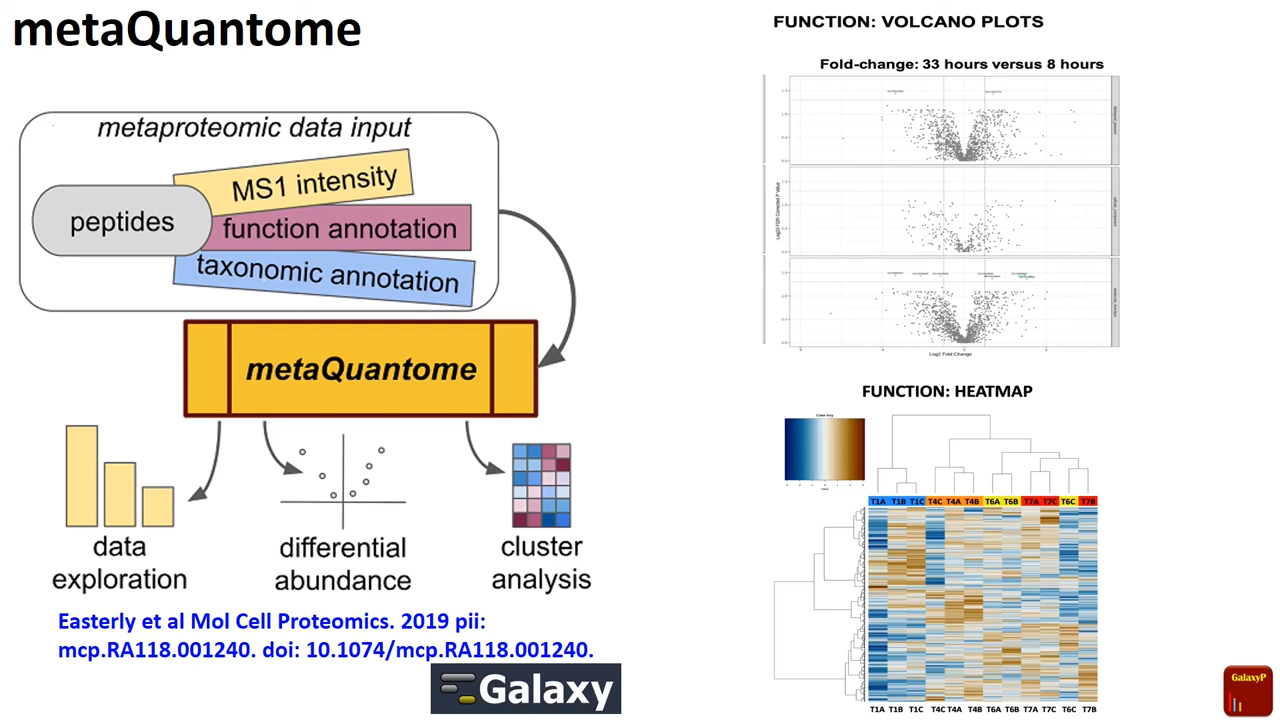 metaQuantome
metaproteomic data input
peptides
MS1 intensity
function annotation
taxonomic annotation
metaQuantome
data
exploration
differential
abundance
cluster
analysis
Easterly et al Mol Cell Proteomics. 2019 pii:
mcp.RA118.001240. doi: 10.1074/mcp.RA118.001240.
Galaxy
FUNCTION: VOLCANO PLOTS
Fold-change: 33 hours versus 8 hours
Log2 Fold Change
FUNCTION: HEATMAP
Color Key
T1A T1B T1C T4C T4A T4B T6A T6B T7A T7C T6C T7B
T1A T1B T1C T4C T4A T4B T6A T6B T7A T7C T6C T7B
GalaxyP